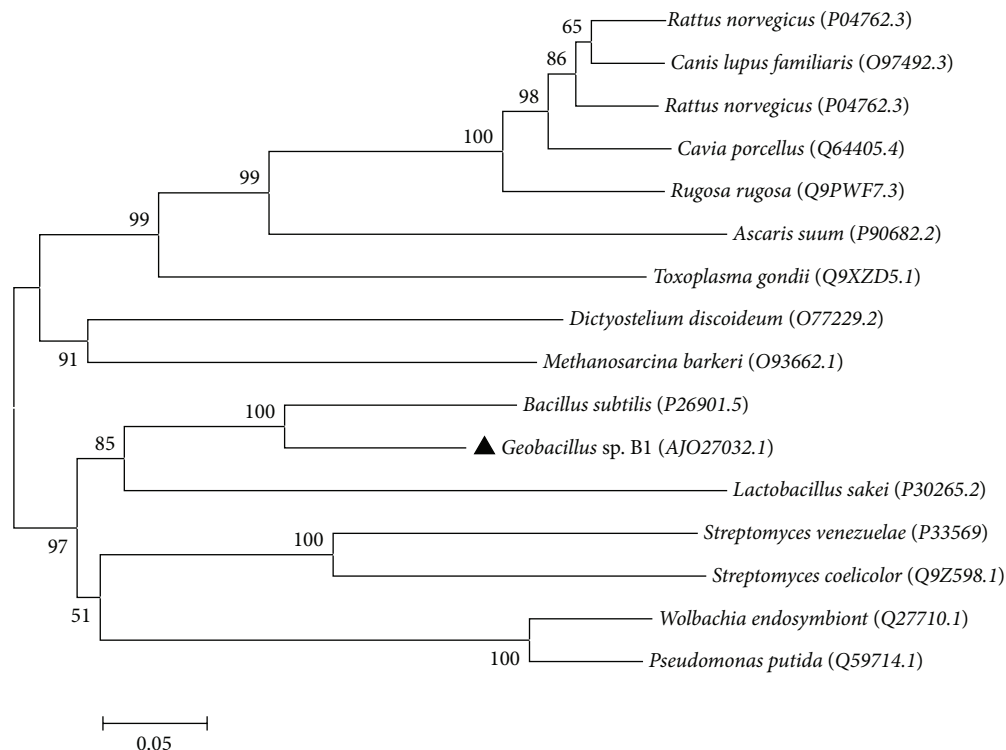 Rattus norvegicus (P04762.3)
65
Canis lupus familiaris (O97492.3)
86
Rattus norvegicus (P04762.3)
98
Cavia porcellus (Q64405.4)
100
Rugosa rugosa (Q9PWF7.3)
99
Ascaris suum (P90682.2)
99
Toxoplasma gondii (Q9XZD5.1)
Dictyostelium discoideum (O77229.2)
91
Methanosarcina barkeri (O93662.1)
Bacillus subtilis (P26901.5)
100
Geobacillus sp. B1 (AJO27032.1)
85
Lactobacillus sakei (P30265.2)
97
Streptomyces venezuelae (P33569)
100
Streptomyces coelicolor (Q9Z598.1)
51
Wolbachia endosymbiont (Q27710.1)
100
Pseudomonas putida (Q59714.1)
0.05